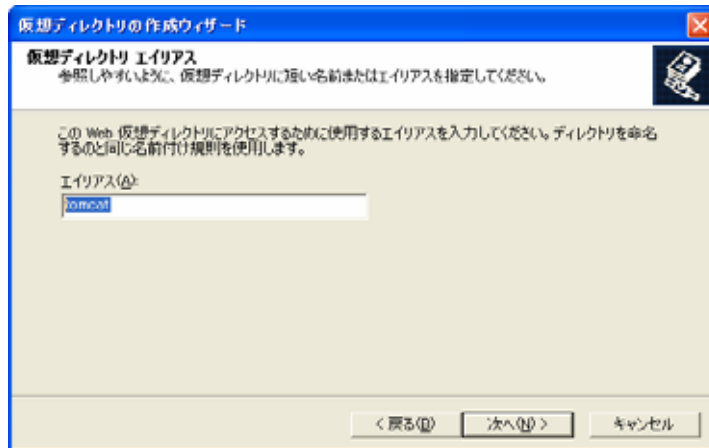 仮想ディレクトリの作成ウィザード
仮想ディレクトリ エイリアス
参照しやすいように、仮想ディレクトリに短い名前またはエイリアスを指定してください。
この Web 仮想ディレクトリにアクセスするために使用するエイリアスを入力してください。ディレクトリを命名
するのと同じ名前付け規則を使用します。
エイリアス(A):
tomcat
< 戻る(B) 次へ(N) > キャンセル